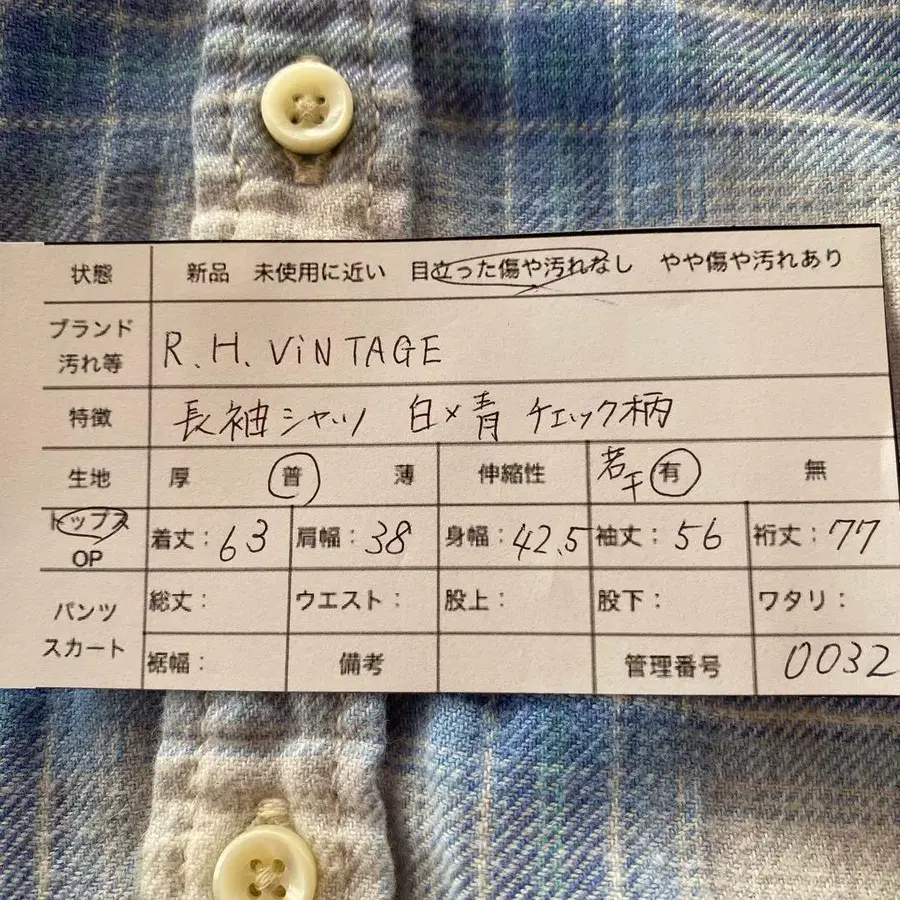 状態 新品 未使用に近い 目立った傷や汚れなし やや傷や汚れあり
ブランド
汚れ等
R.H.ViNTAGE
特徴 長袖シャツ 白×青 チェック柄
生地 厚 普 薄 伸縮性 若干 有 無
トップス
OP
着丈：63 肩幅：38 身幅：42.5 袖丈：56 裄丈：77
パンツ
スカート
総丈： ウエスト： 股上： 股下： ワタリ：
裾幅： 備考 管理番号 0032